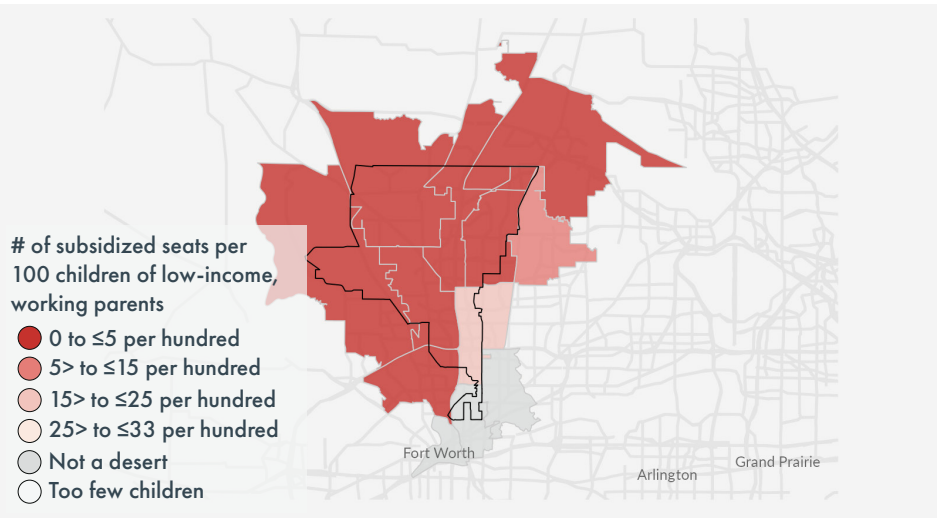 # of subsidized seats per
100 children of low-income,
working parents
0 to ≤5 per hundred
5> to ≤15 per hundred
15> to ≤25 per hundred
25> to ≤33 per hundred
Not a desert
Too few children
Fort Worth
Arlington
Grand Prairie